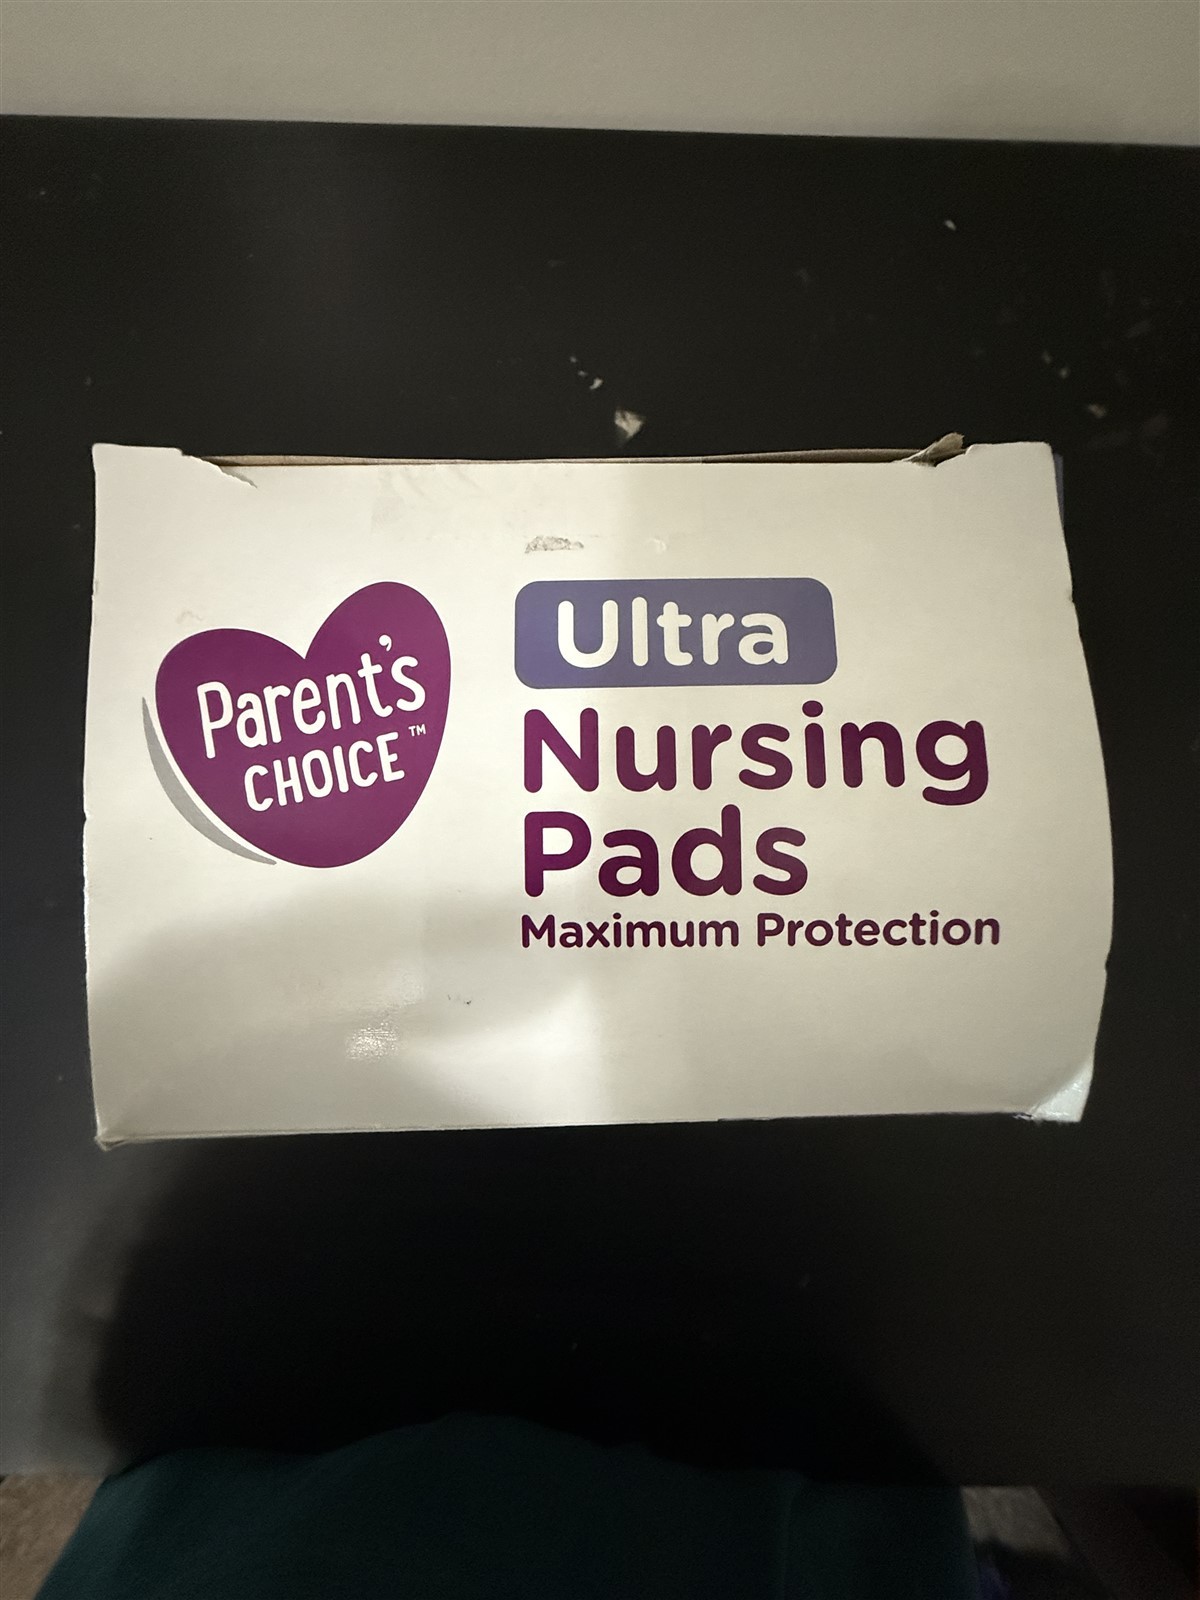 Parent's
CHOICE™
Ultra
Nursing
Pads
Maximum Protection